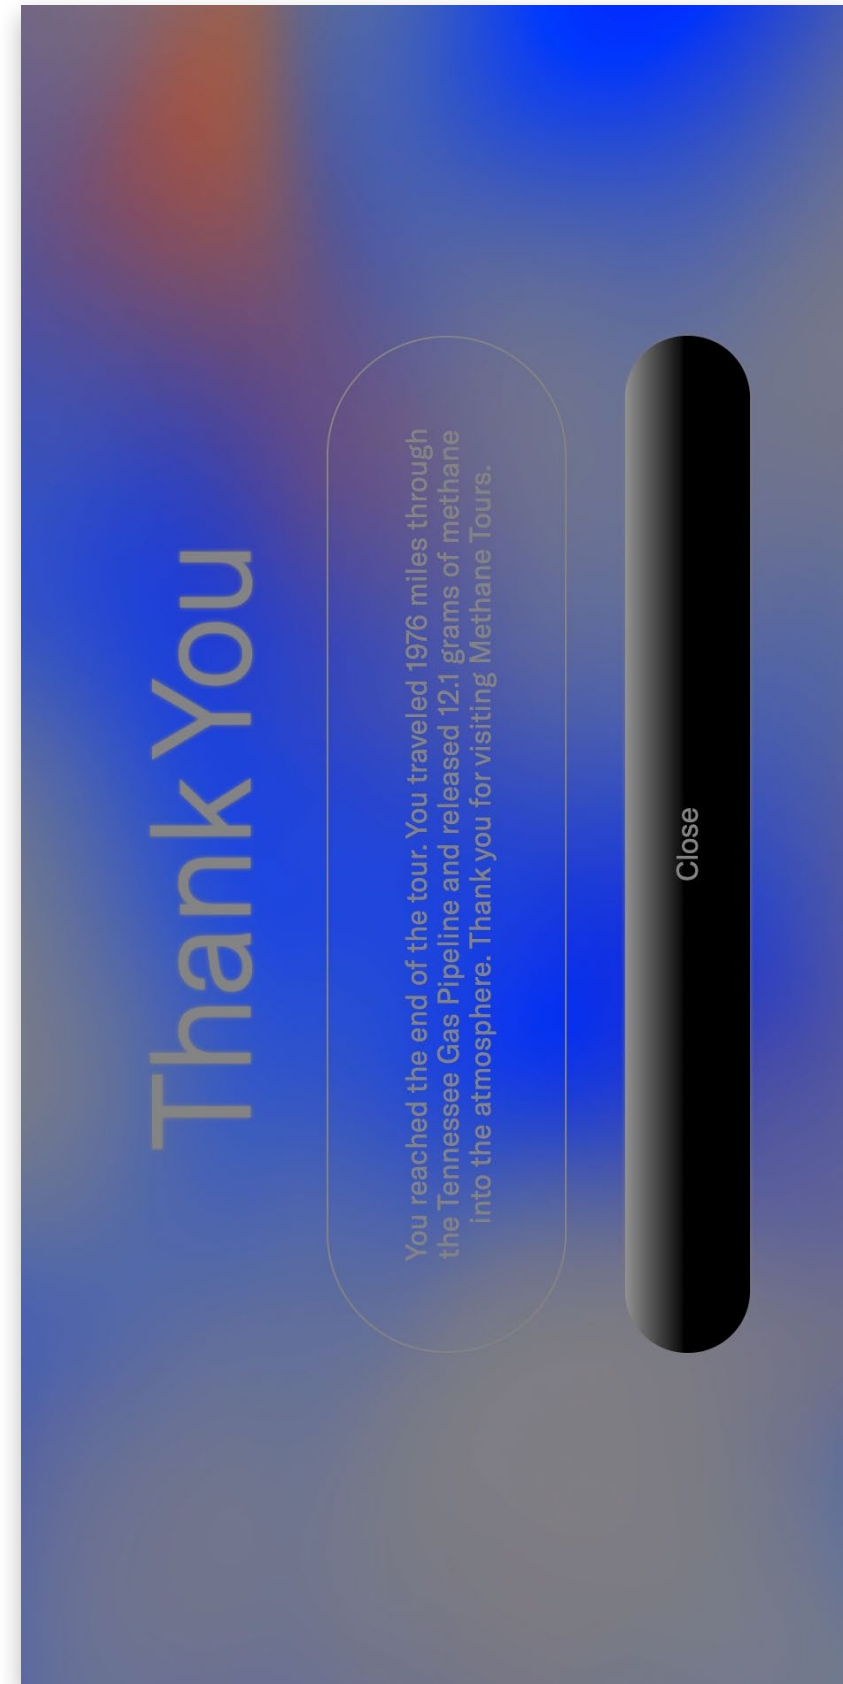 Thank You
You reached the end of the tour. You traveled 1976 miles through
the Tennessee Gas Pipeline and released 12.1 grams of methane
into the atmosphere. Thank you for visiting Methane Tours.
Close